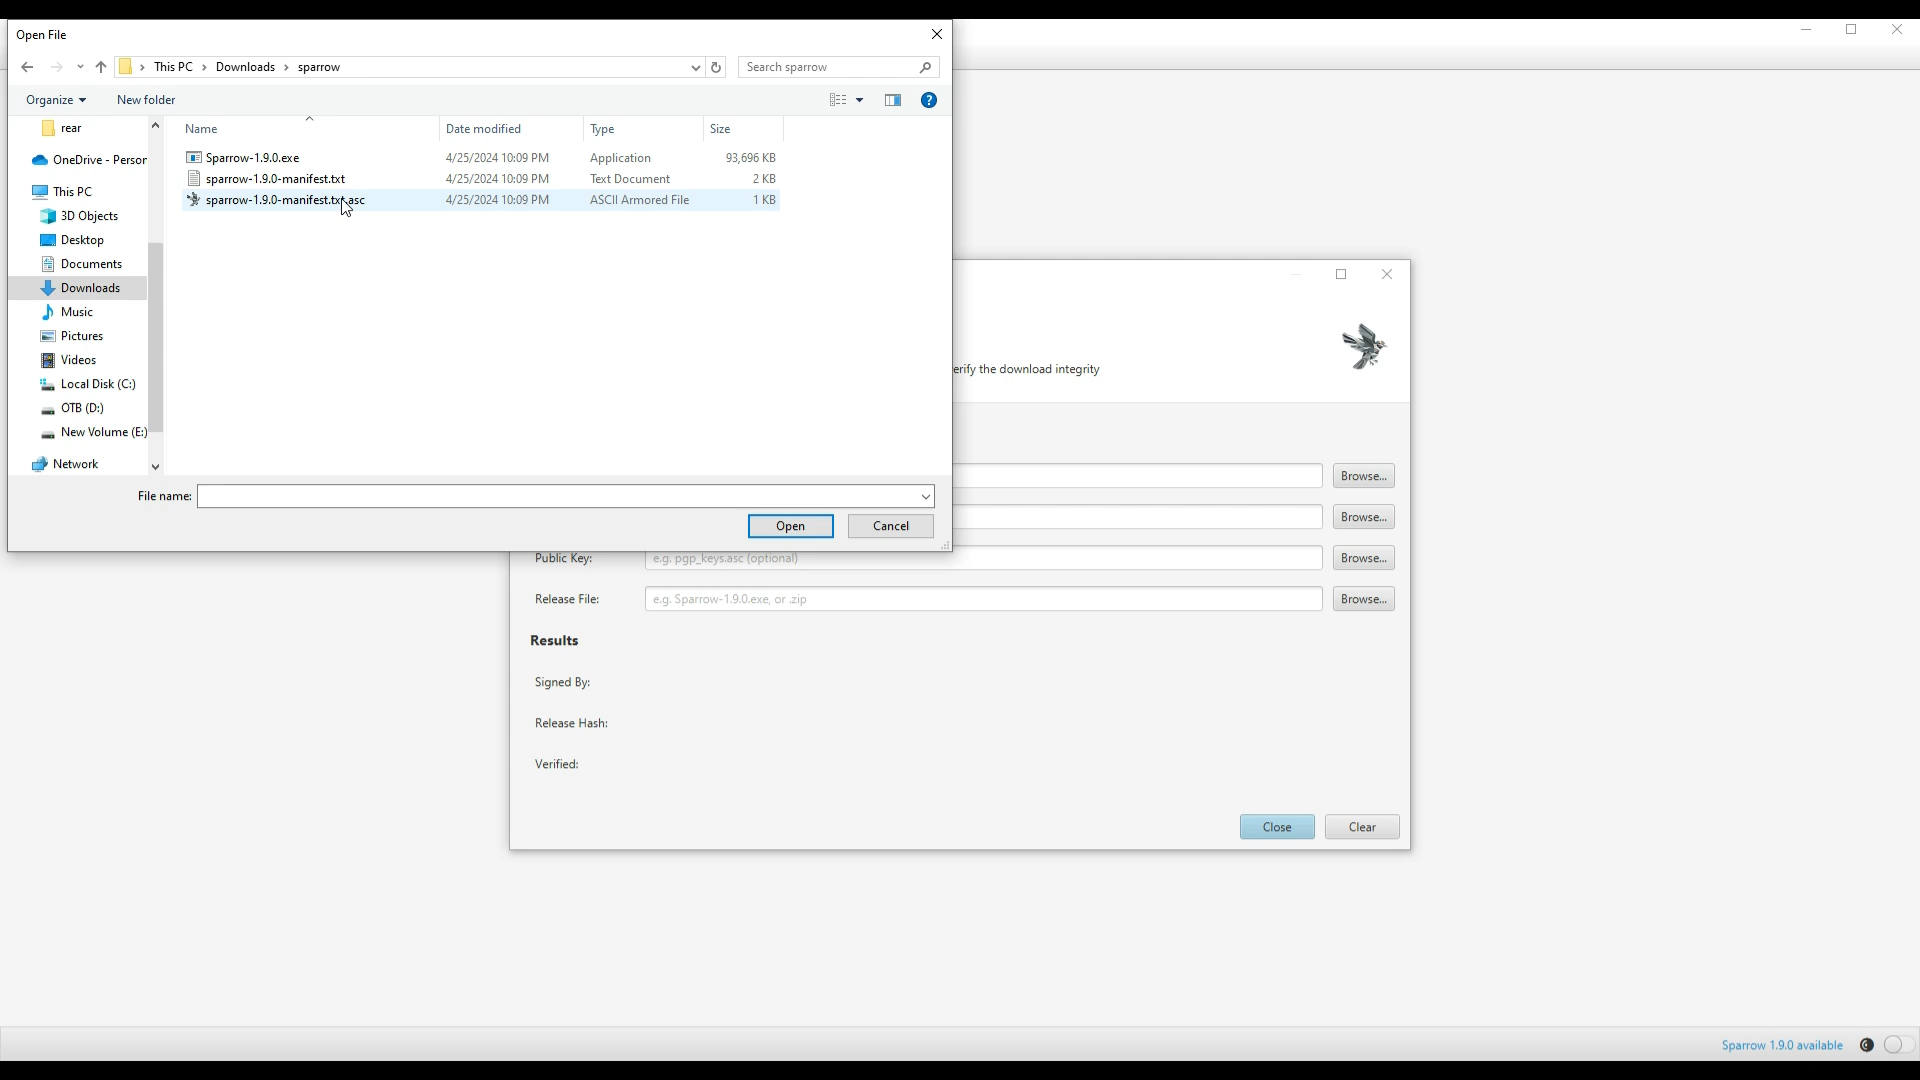 Open File
This PC > Downloads > sparrow
Search sparrow
Organize
New folder
Name
Date modified
Type
Size
Sparrow-1.9.0.exe
4/25/2024 10:09 PM
Application
93,696 KB
sparrow-1.9.0-manifest.txt
4/25/2024 10:09 PM
Text Document
2 KB
sparrow-1.9.0-manifest.txt.asc
4/25/2024 10:09 PM
ASCII Armored File
1 KB
rear
OneDrive - Person
This PC
3D Objects
Desktop
Documents
Downloads
Music
Pictures
Videos
Local Disk (C:)
OTB (D:)
New Volume (E:)
Network
File name:
Open
Cancel
erify the download integrity
Browse...
Browse...
Public Key:
e.g. pgp_keys.asc (optional)
Browse...
Release File:
e.g. Sparrow-1.9.0.exe, or .zip
Browse...
Results
Signed By:
Release Hash:
Verified:
Close
Clear
Sparrow 1.9.0 available